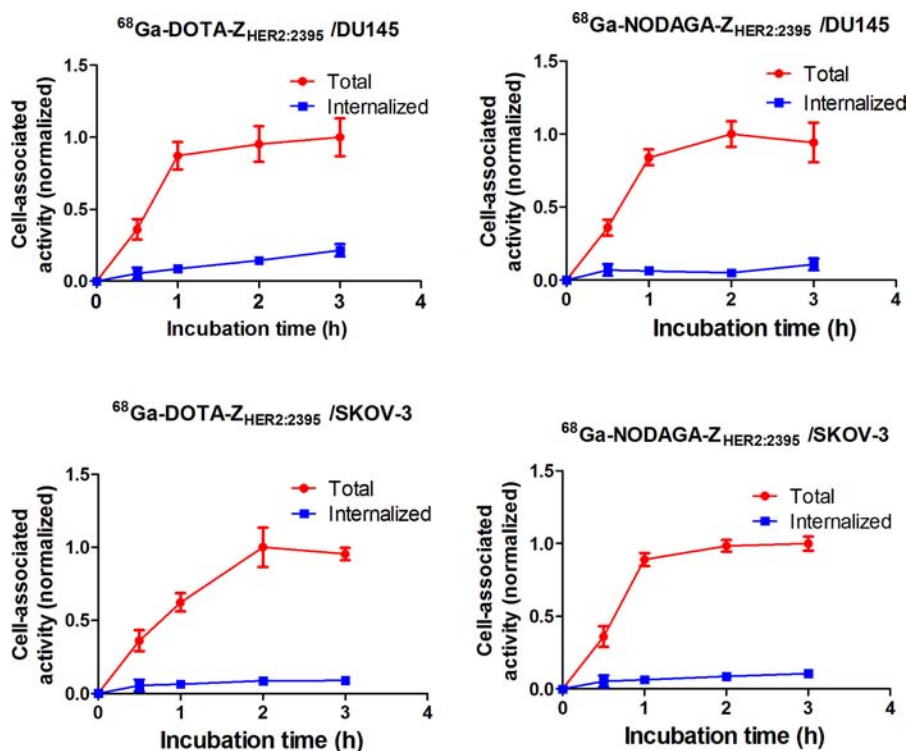 ⁶⁸Ga-DOTA-Z_HER2:2395 /DU145
1.5
1.0
0.5
0.0
0
1
2
3
4
Cell-associated
activity (normalized)
Incubation time (h)
Total
Internalized
⁶⁸Ga-NODAGA-Z_HER2:2395 /DU145
1.5
1.0
0.5
0.0
0
1
2
3
4
Cell-associated
activity (normalized)
Incubation time (h)
Total
Internalized
⁶⁸Ga-DOTA-Z_HER2:2395 /SKOV-3
1.5
1.0
0.5
0.0
0
1
2
3
4
Cell-associated
activity (normalized)
Incubation time (h)
Total
Internalized
⁶⁸Ga-NODAGA-Z_HER2:2395 /SKOV-3
1.5
1.0
0.5
0.0
0
1
2
3
4
Cell-associated
activity (normalized)
Incubation time (h)
Total
Internalized